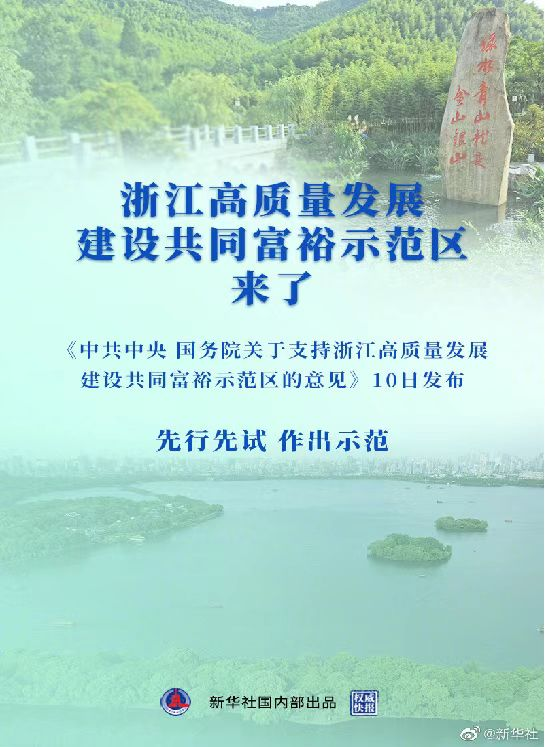 绿水青山就是
金山银山
浙江高质量发展
建设共同富裕示范区
来了
《中共中央 国务院关于支持浙江高质量发展
建设共同富裕示范区的意见》10日发布
先行先试 作出示范
新华社国内部出品
权威
快报
@新华社